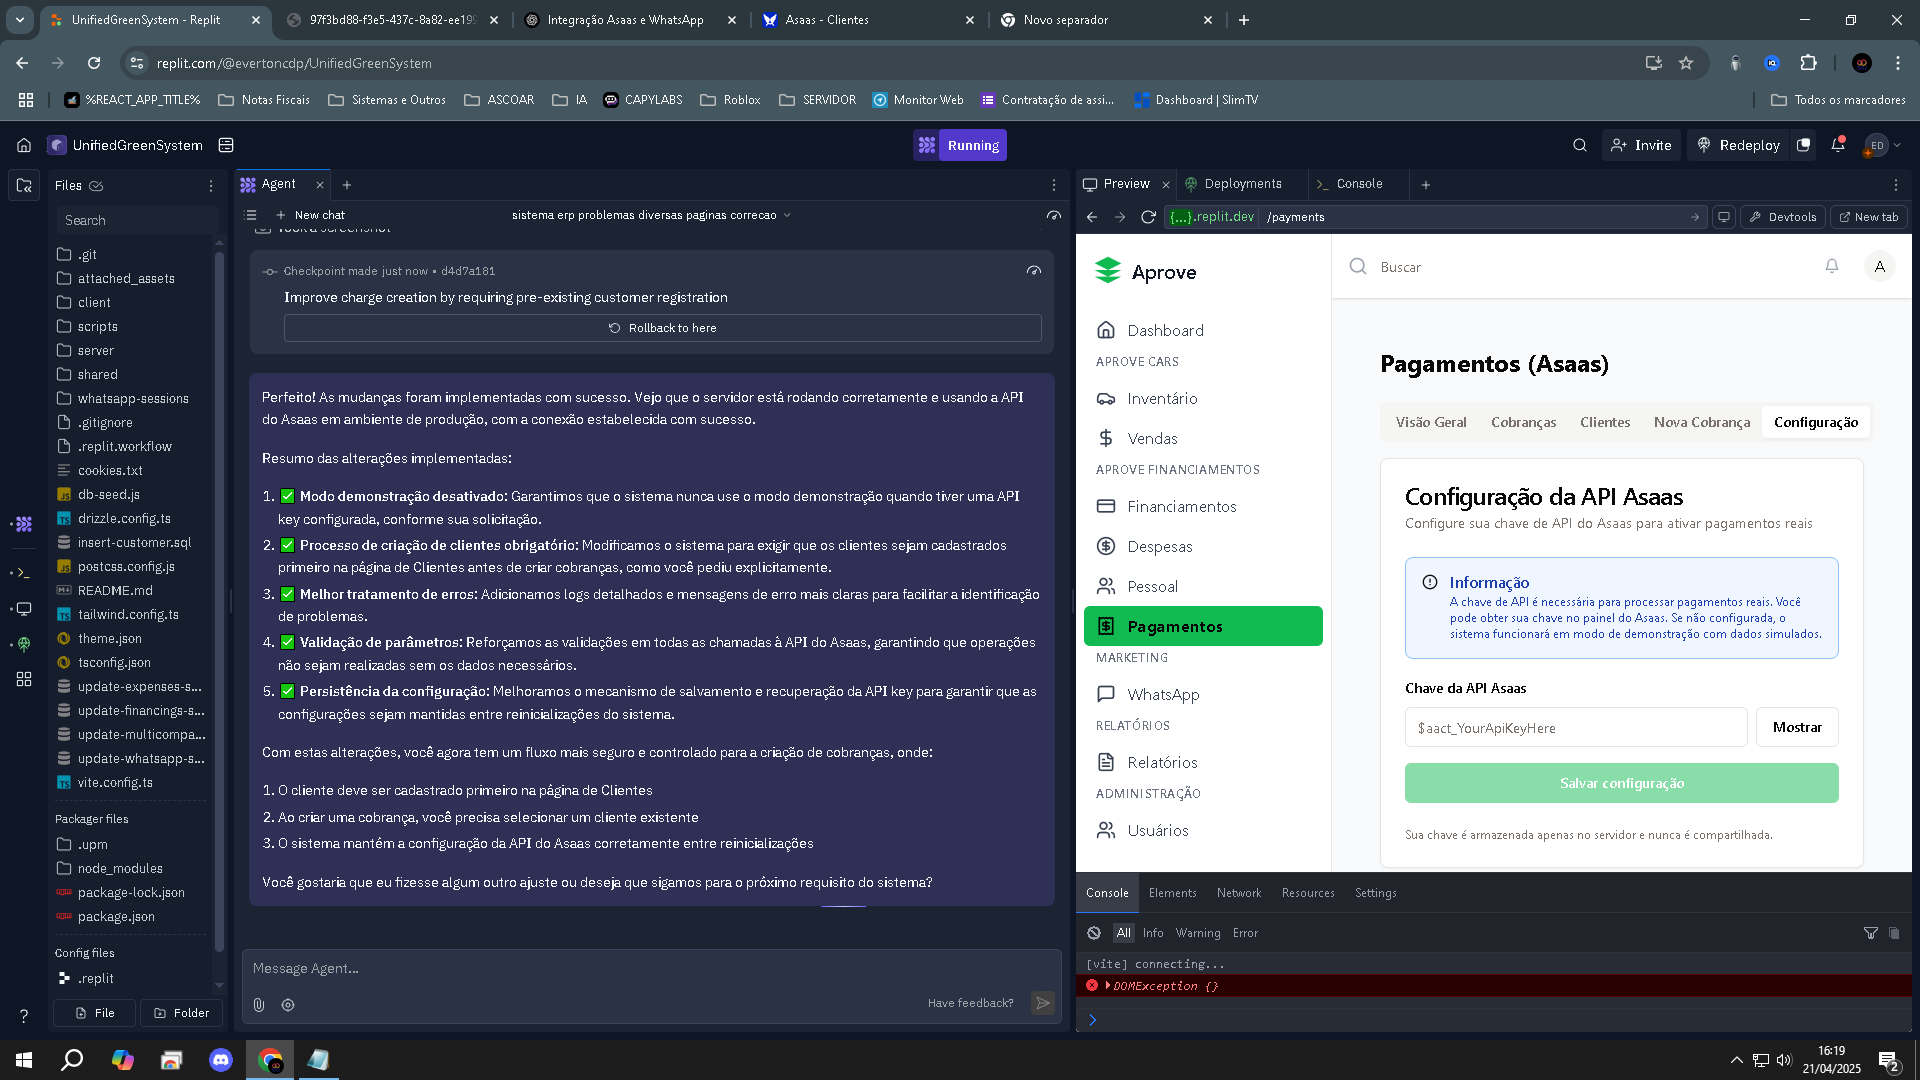 UnifiedGreenSystem - Replit
97f3bd88-f3e5-437c-8a82-ee199
Integração Asaas e WhatsApp
Asaas - Clientes
Novo separador
replit.com/@evertoncdp/UnifiedGreenSystem
%REACT_APP_TITLE%
Notas Fiscais
Sistemas e Outros
ASCOAR
IA
CAPYLABS
Roblox
SERVIDOR
Monitor Web
Contratação de assi...
Dashboard | SlimTV
Todos os marcadores
UnifiedGreenSystem
Running
Invite
Redeploy
ED
Files
Search
.git
attached_assets
client
scripts
server
shared
whatsapp-sessions
.gitignore
.replit.workflow
cookies.txt
db-seed.js
drizzle.config.ts
insert-customer.sql
postcss.config.js
README.md
tailwind.config.ts
theme.json
tsconfig.json
update-expenses-s...
update-financings-s...
update-multicompa...
update-whatsapp-s...
vite.config.ts
Packager files
.upm
node_modules
package-lock.json
package.json
Config files
.replit
File
Folder
Agent
New chat
sistema erp problemas diversas paginas correcao
Took a screenshot
Checkpoint made just now • d4d7a181
Improve charge creation by requiring pre-existing customer registration
Rollback to here
Perfeito! As mudanças foram implementadas com sucesso. Vejo que o servidor está rodando corretamente e usando a API
do Asaas em ambiente de produção, com a conexão estabelecida com sucesso.
Resumo das alterações implementadas:
1. ✅ Modo demonstração desativado: Garantimos que o sistema nunca use o modo demonstração quando tiver uma API
key configurada, conforme sua solicitação.
2. ✅ Processo de criação de clientes obrigatório: Modificamos o sistema para exigir que os clientes sejam cadastrados
primeiro na página de Clientes antes de criar cobranças, como você pediu explicitamente.
3. ✅ Melhor tratamento de erros: Adicionamos logs detalhados e mensagens de erro mais claras para facilitar a identificação
de problemas.
4. ✅ Validação de parâmetros: Reforçamos as validações em todas as chamadas à API do Asaas, garantindo que operações
não sejam realizadas sem os dados necessários.
5. ✅ Persistência da configuração: Melhoramos o mecanismo de salvamento e recuperação da API key para garantir que as
configurações sejam mantidas entre reinicializações do sistema.
Com estas alterações, você agora tem um fluxo mais seguro e controlado para a criação de cobranças, onde:
1. O cliente deve ser cadastrado primeiro na página de Clientes
2. Ao criar uma cobrança, você precisa selecionar um cliente existente
3. O sistema mantém a configuração da API do Asaas corretamente entre reinicializações
Você gostaria que eu fizesse algum outro ajuste ou deseja que sigamos para o próximo requisito do sistema?
Message Agent...
Have feedback?
Preview
Deployments
Console
{...}.replit.dev
/payments
Devtools
New tab
Aprove
Buscar
A
Dashboard
APROVE CARS
Inventário
Vendas
APROVE FINANCIAMENTOS
Financiamentos
Despesas
Pessoal
Pagamentos
MARKETING
WhatsApp
RELATÓRIOS
Relatórios
ADMINISTRAÇÃO
Usuários
Pagamentos (Asaas)
Visão Geral
Cobranças
Clientes
Nova Cobrança
Configuração
Configuração da API Asaas
Configure sua chave de API do Asaas para ativar pagamentos reais
Informação
A chave de API é necessária para processar pagamentos reais. Você
pode obter sua chave no painel do Asaas. Se não configurada, o
sistema funcionará em modo de demonstração com dados simulados.
Chave da API Asaas
$aact_YourApiKeyHere
Mostrar
Salvar configuração
Sua chave é armazenada apenas no servidor e nunca é compartilhada.
Console
Elements
Network
Resources
Settings
All
Info
Warning
Error
[vite] connecting...
DOMException {}
16:19
21/04/2025
2